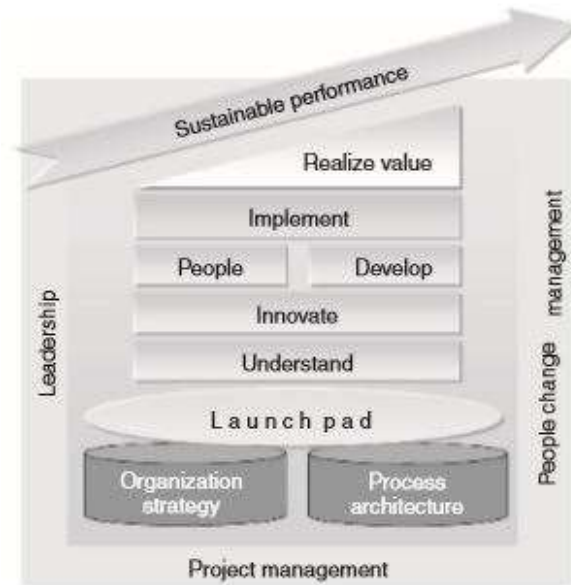 Sustainable performance
Realize value
Implement
People
Develop
Innovate
Understand
Launch pad
Organization
strategy
Process
architecture
Leadership
People change management
Project management